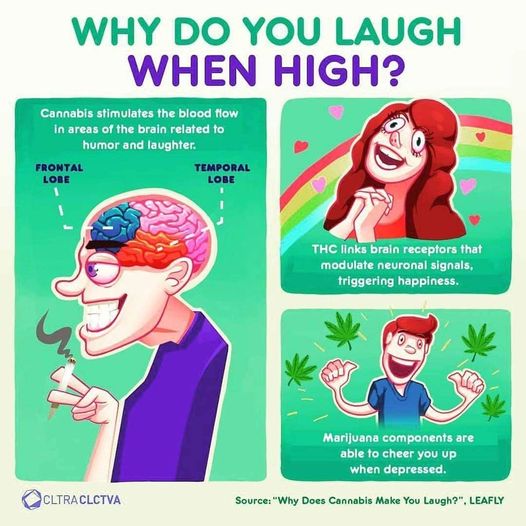 WHY DO YOU LAUGH
WHEN HIGH?
Cannabis stimulates the blood flow
in areas of the brain related to
humor and laughter.
FRONTAL
LOBE
TEMPORAL
LOBE
THC links brain receptors that
modulate neuronal signals,
triggering happiness.
Marijuana components are
able to cheer you up
when depressed.
CLTRA CLCTVA
Source: "Why Does Cannabis Make You Laugh?", LEAFLY